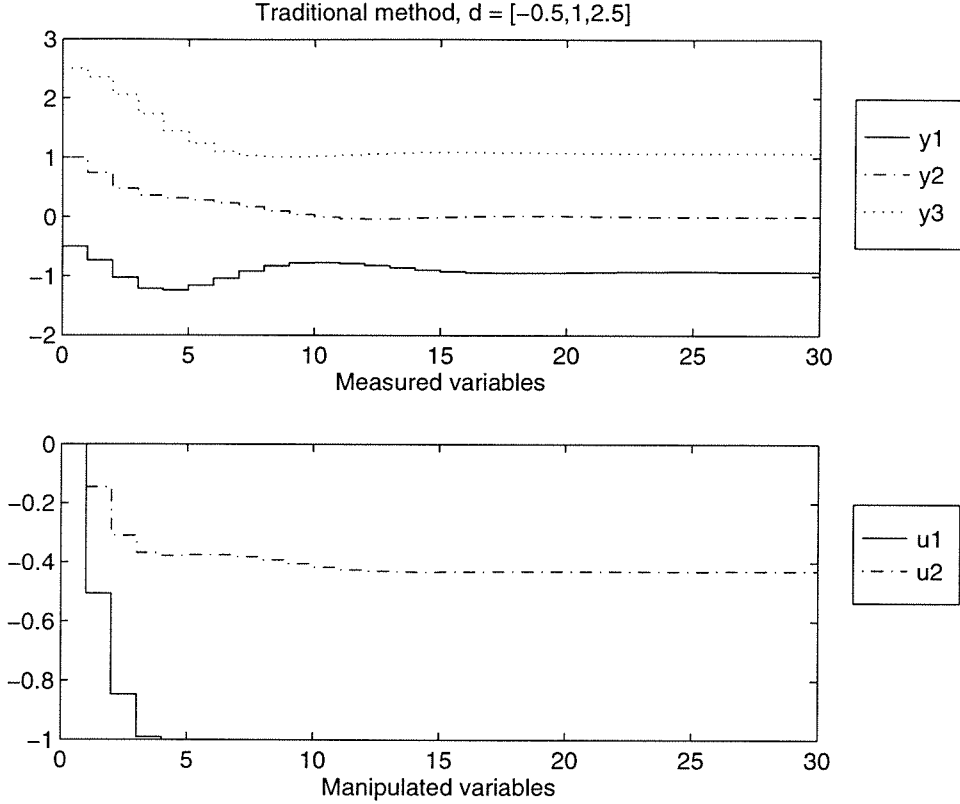 Traditional method, d = [−0.5,1,2.5]
3
2
1
0
−1
−2
0 5 10 15 20 25 30
Measured variables
y1
y2
y3
0
−0.2
−0.4
−0.6
−0.8
−1
0 5 10 15 20 25 30
Manipulated variables
u1
u2